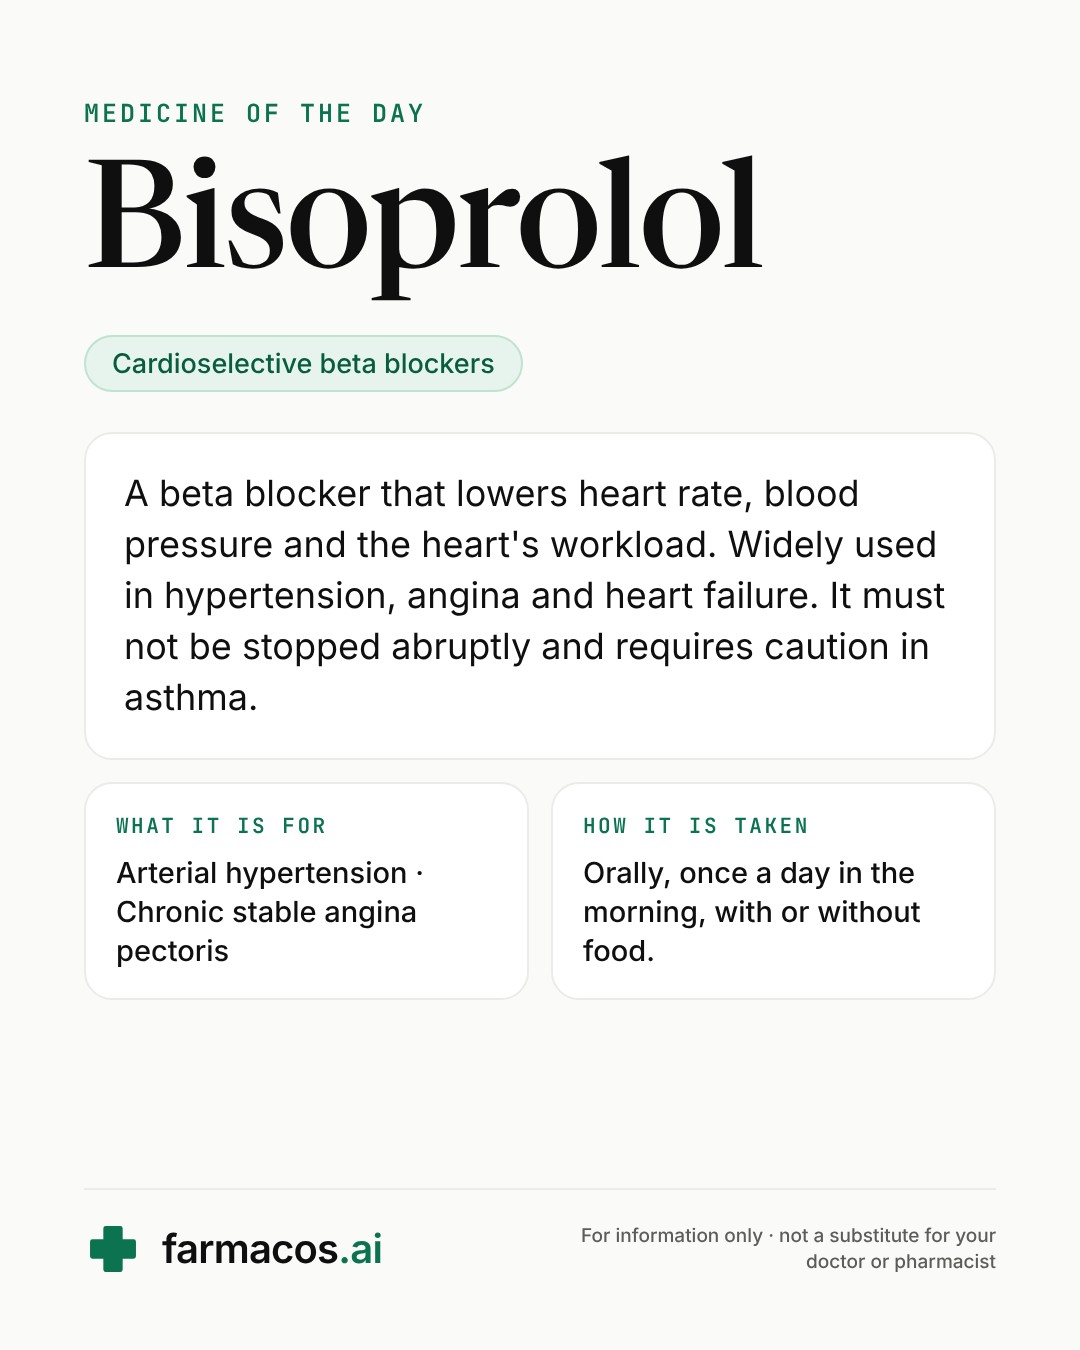 MEDICINE OF THE DAY
Bisoprolol
Cardioselective beta blockers
A beta blocker that lowers heart rate, blood
pressure and the heart's workload. Widely used
in hypertension, angina and heart failure. It must
not be stopped abruptly and requires caution in
asthma.
WHAT IT IS FOR
Arterial hypertension ·
Chronic stable angina
pectoris
HOW IT IS TAKEN
Orally, once a day in the
morning, with or without
food.
farmacos.ai
For information only · not a substitute for your
doctor or pharmacist